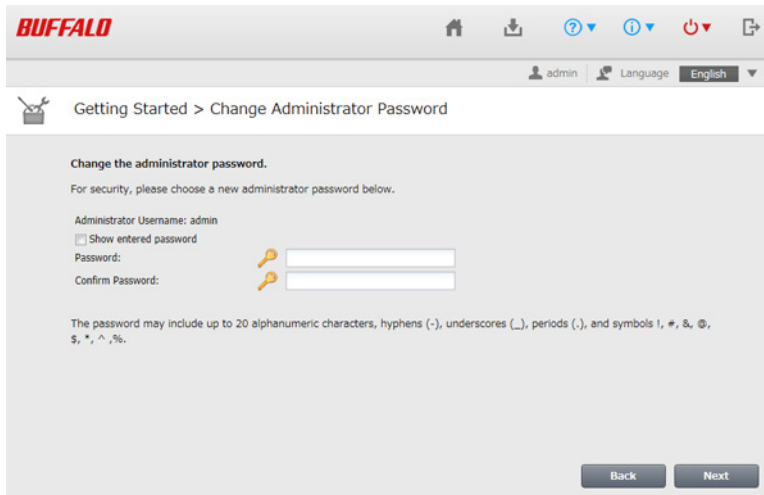 BUFFALO
admin Language English
Getting Started > Change Administrator Password
Change the administrator password.
For security, please choose a new administrator password below.
Administrator Username: admin
Show entered password
Password:
Confirm Password:
The password may include up to 20 alphanumeric characters, hyphens (-), underscores (_), periods (.), and symbols !, #, &, @,
$, *, ^ ,%.
Back Next